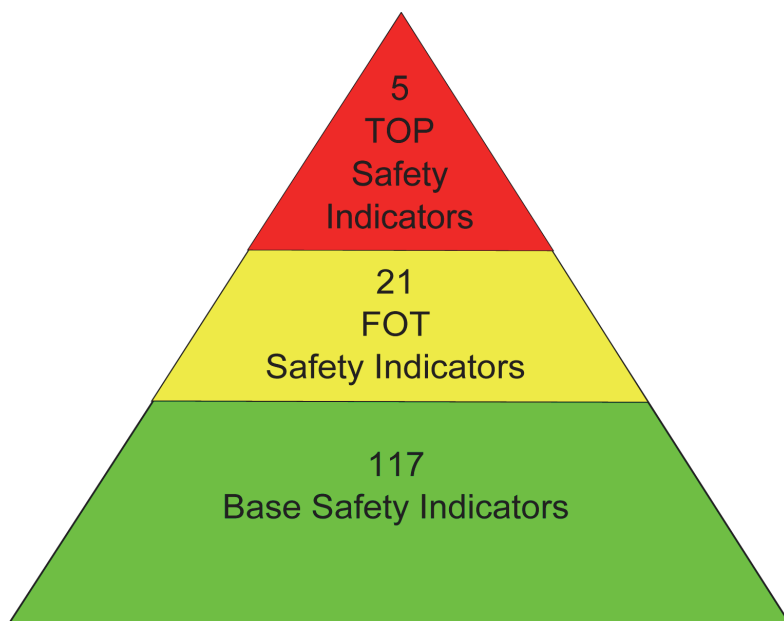 5
TOP
Safety
Indicators
21
FOT
Safety Indicators
117
Base Safety Indicators